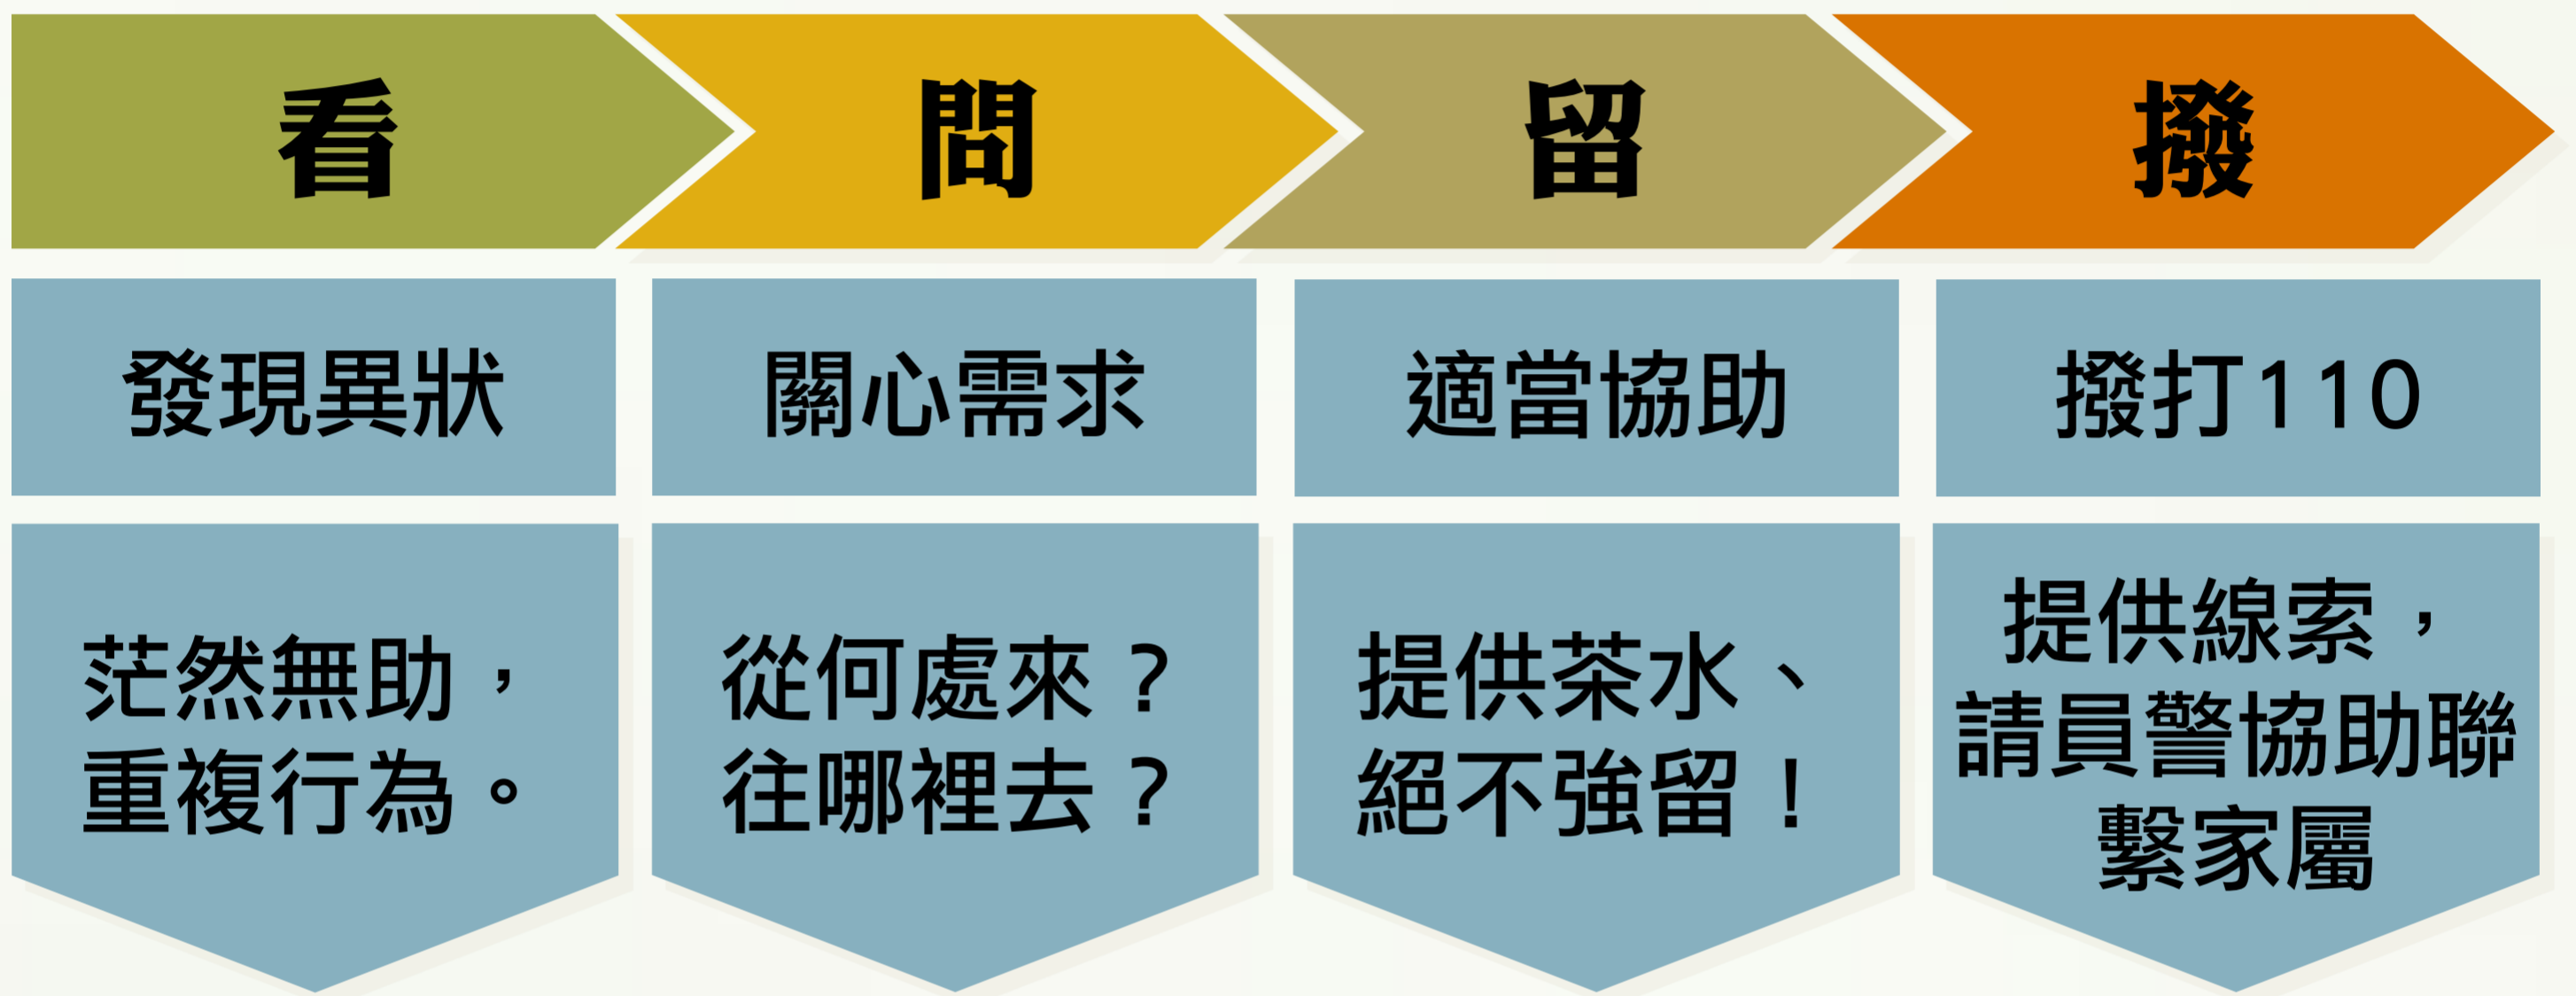 看
問
留
撥
發現異狀
關心需求
適當協助
撥打110
茫然無助，
重複行為。
從何處來？
往哪裡去？
提供茶水、
絕不強留！
提供線索，
請員警協助聯
繫家屬